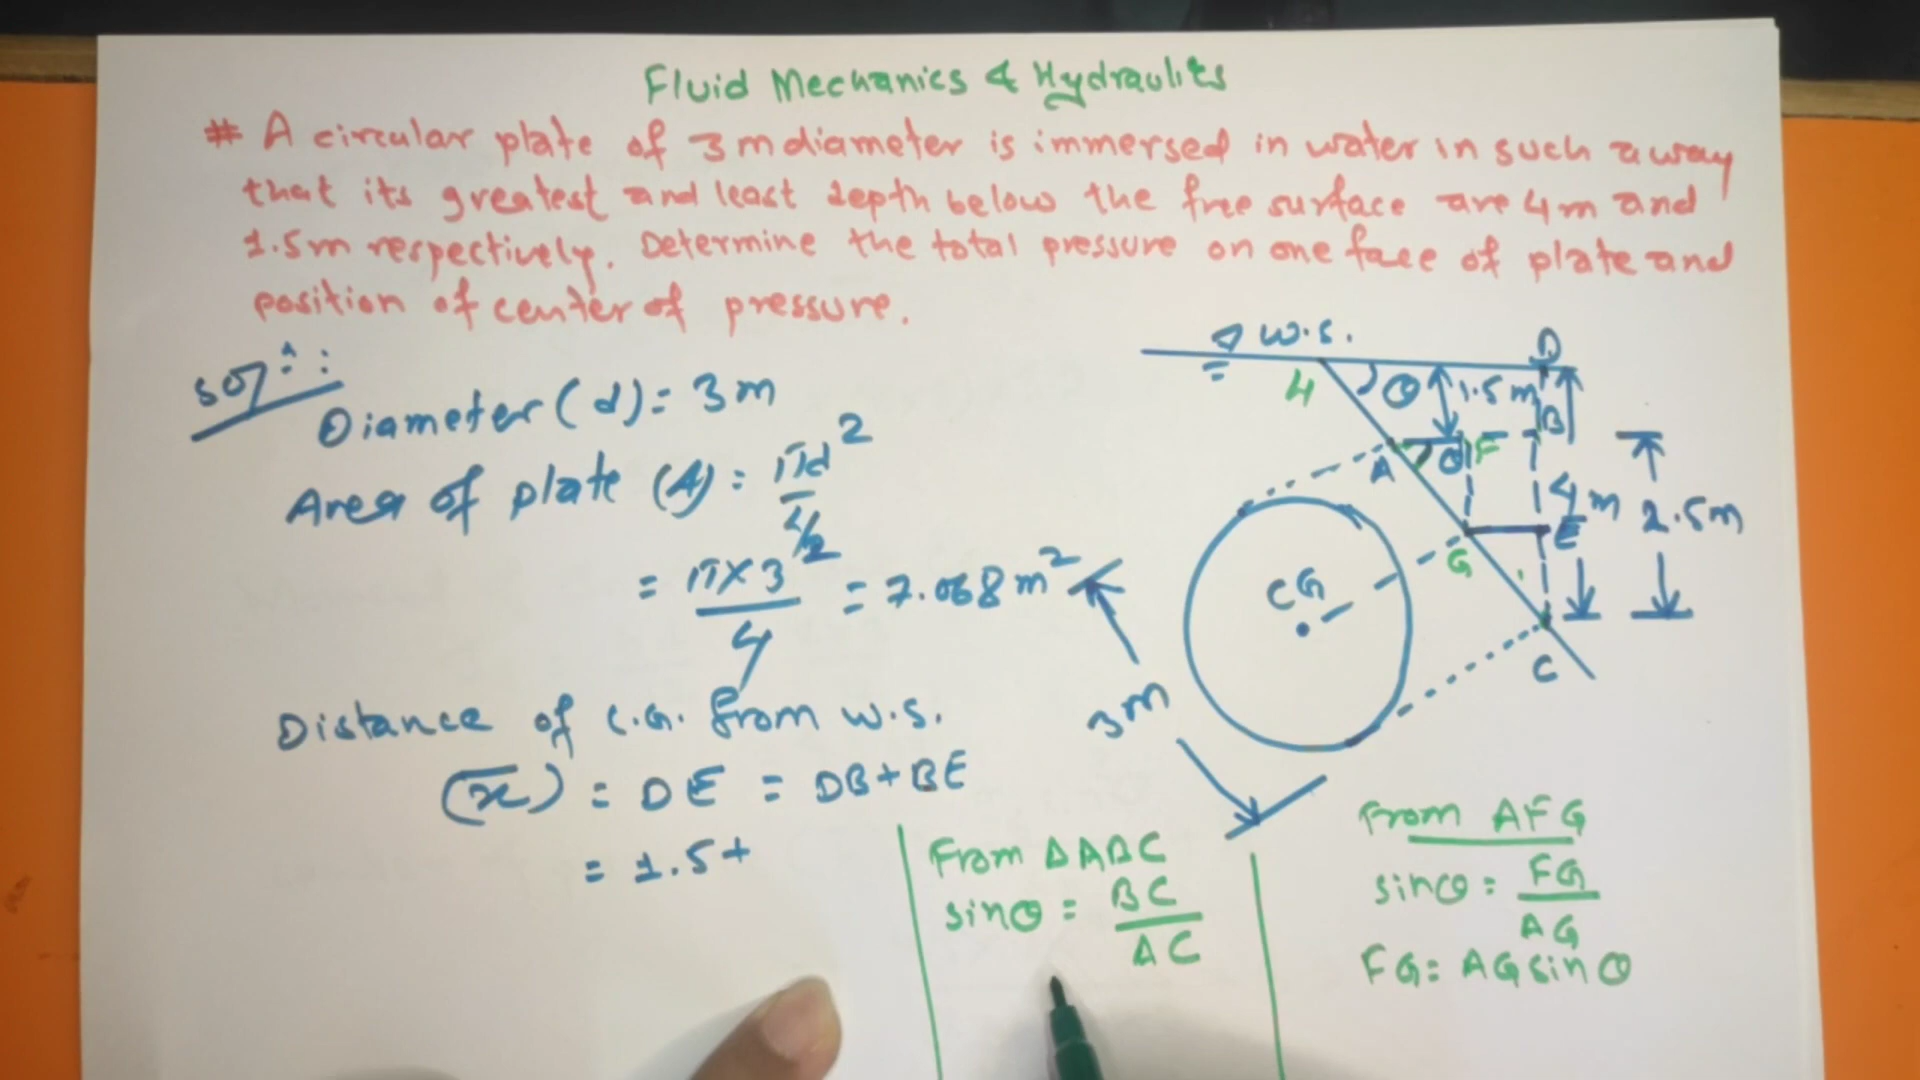 Fluid Mechanics & Hydraulits
# A circular plate of 3 m diameter is immersed in water in such a way
that its greatest and least depth below the free surface are 4m and
1.5m respectively. Determine the total pressure on one face of plate and
position of center of pressure.
W.S.
D
Solⁿ:
H
θ
1.5 m
B
Diameter (d) = 3m
A
θ
F
Area of plate (A) = πd²/4
4m
2.5m
E
G
= π×3²/4 = 7.068 m²
CG
C
3m
Distance of C.G. from W.S.
(x̄) = DE = DB + BE
= 1.5 +
From ΔABC
sinθ = BC/AC
From AFG
sinθ = FG/AG
FG = AG sinθ